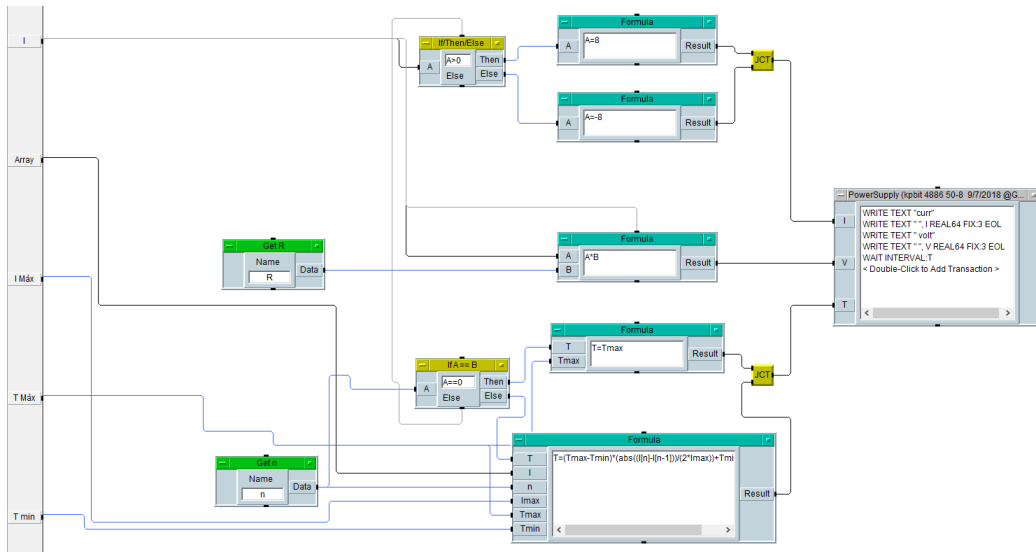 I
Array
I Máx
T Máx
T min
If/Then/Else
A
A>0
Then
Else
Else
Formula
A
A=8
Result
Formula
A
A=-8
Result
JCT
Get R
Name
R
Data
Formula
A
B
A*B
Result
PowerSupply (kpbit 4886 50-8 9/7/2018 @G...
I
V
T
WRITE TEXT "curr"
WRITE TEXT " ", I REAL64 FIX:3 EOL
WRITE TEXT " volt"
WRITE TEXT " ", V REAL64 FIX:3 EOL
WAIT INTERVAL:T
< Double-Click to Add Transaction >
Formula
T
Tmax
T=Tmax
Result
If A == B
A
A==0
Then
Else
Else
JCT
Get n
Name
n
Data
Formula
T
I
n
Imax
Tmax
Tmin
T=(Tmax-Tmin)*(abs((I[n]-I[n-1]))/(2*Imax))+Tmi
Result